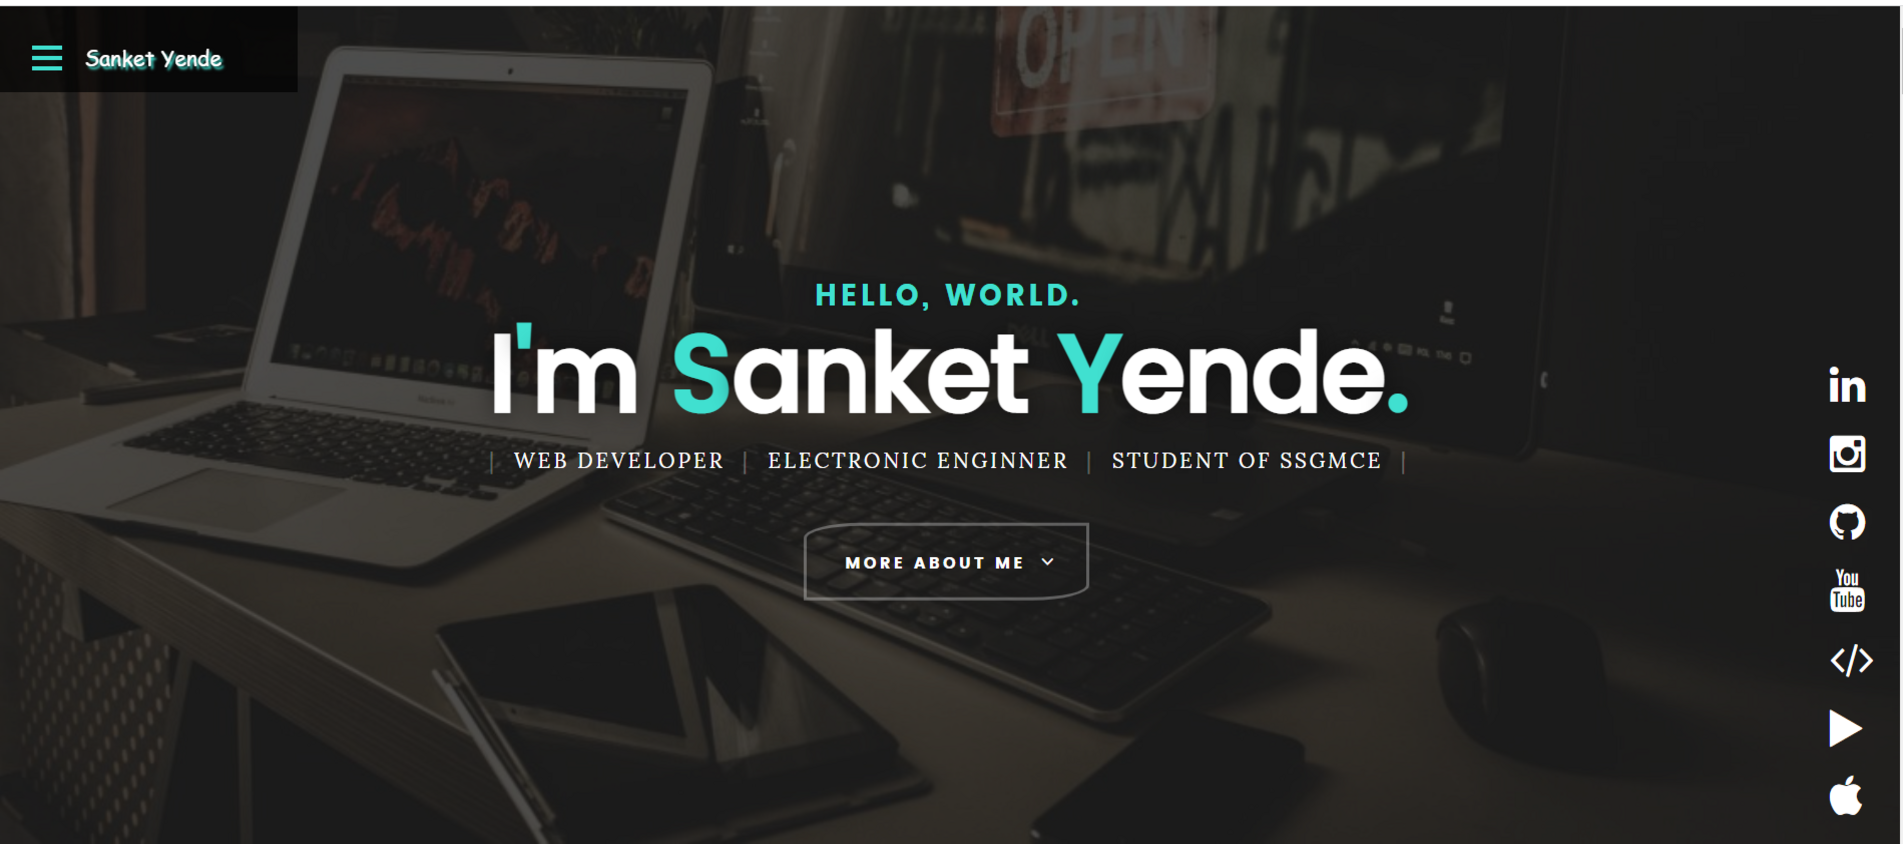 Sanket Yende
OPEN
HELLO, WORLD.
I'm Sanket Yende.
| WEB DEVELOPER | ELECTRONIC ENGINNER | STUDENT OF SSGMCE |
MORE ABOUT ME
in
You
Tube